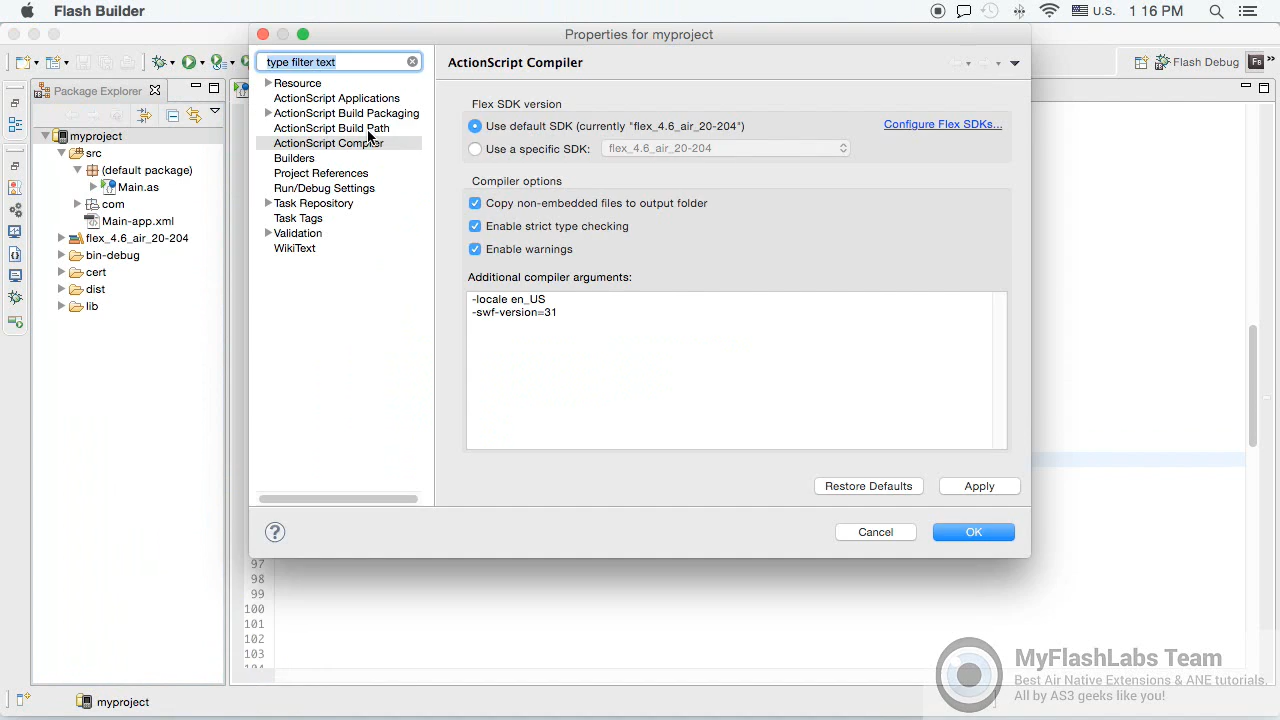 Flash Builder
U.S.
1 16 PM
Properties for myproject
type filter text
ActionScript Compiler
Flash Debug
Fb
Package Explorer
Resource
ActionScript Applications
ActionScript Build Packaging
ActionScript Build Path
ActionScript Compiler
Builders
Project References
Run/Debug Settings
Task Repository
Task Tags
Validation
WikiText
myproject
src
(default package)
Main.as
com
Main-app.xml
flex_4.6_air_20-204
bin-debug
cert
dist
lib
Flex SDK version
Use default SDK (currently "flex_4.6_air_20-204")
Configure Flex SDKs...
Use a specific SDK:
flex_4.6_air_20-204
Compiler options
Copy non-embedded files to output folder
Enable strict type checking
Enable warnings
Additional compiler arguments:
-locale en_US
-swf-version=31
Restore Defaults
Apply
?
Cancel
OK
97
98
99
100
101
102
103
104
myproject
MyFlashLabs Team
Best Air Native Extensions & ANE tutorials.
All by AS3 geeks like you!